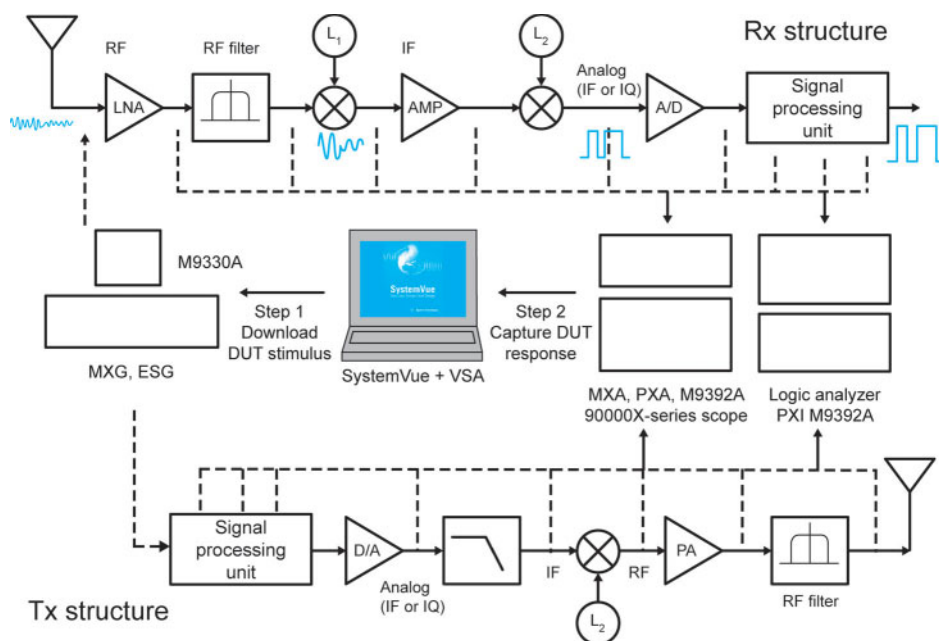 Rx structure
RF
RF filter
L1
IF
L2
Analog
(IF or IQ)
LNA
AMP
A/D
Signal
processing
unit
M9330A
MXG, ESG
Step 1
Download
DUT stimulus
SystemVue
SystemVue + VSA
Step 2
Capture DUT
response
MXA, PXA, M9392A
90000X-series scope
Logic analyzer
PXI M9392A
Signal
processing
unit
D/A
Analog
(IF or IQ)
IF
L2
RF
PA
RF filter
Tx structure